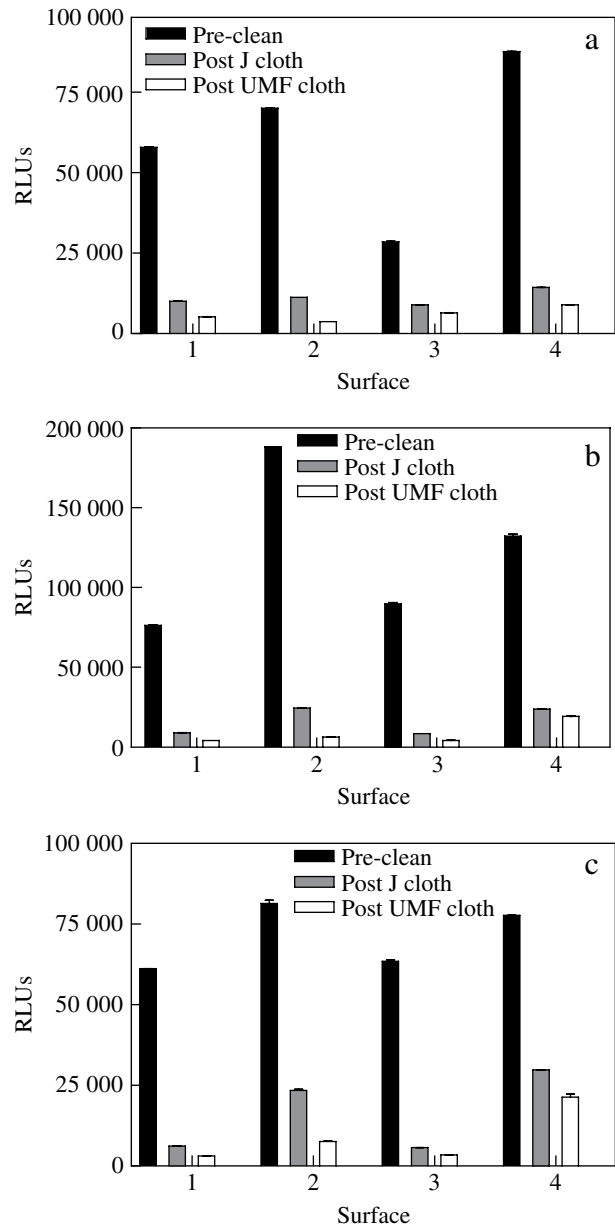 100 000
75 000
50 000
25 000
0
RLUs
Pre-clean
Post J cloth
Post UMF cloth
a
1 2 3 4
Surface
200 000
150 000
100 000
50 000
0
RLUs
Pre-clean
Post J cloth
Post UMF cloth
b
1 2 3 4
Surface
100 000
75 000
50 000
25 000
0
RLUs
Pre-clean
Post J cloth
Post UMF cloth
c
1 2 3 4
Surface